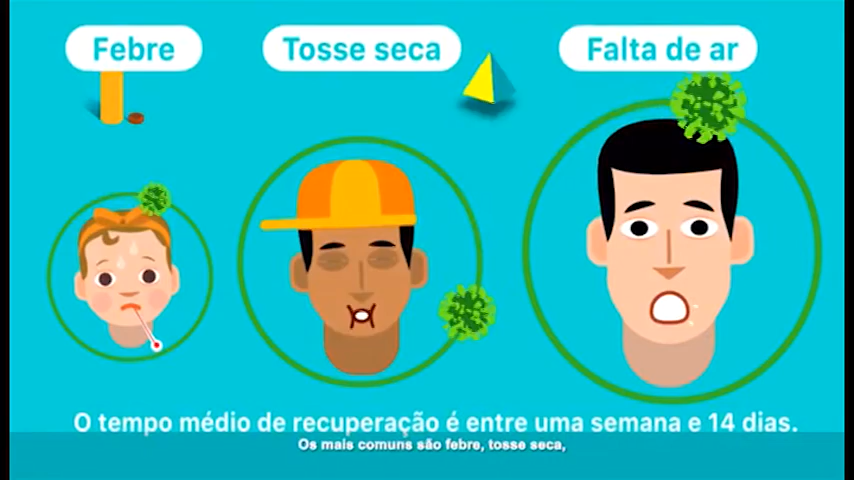 Febre
Tosse seca
Falta de ar
O tempo médio de recuperação é entre uma semana e 14 dias.
Os mais comuns são febre, tosse seca,